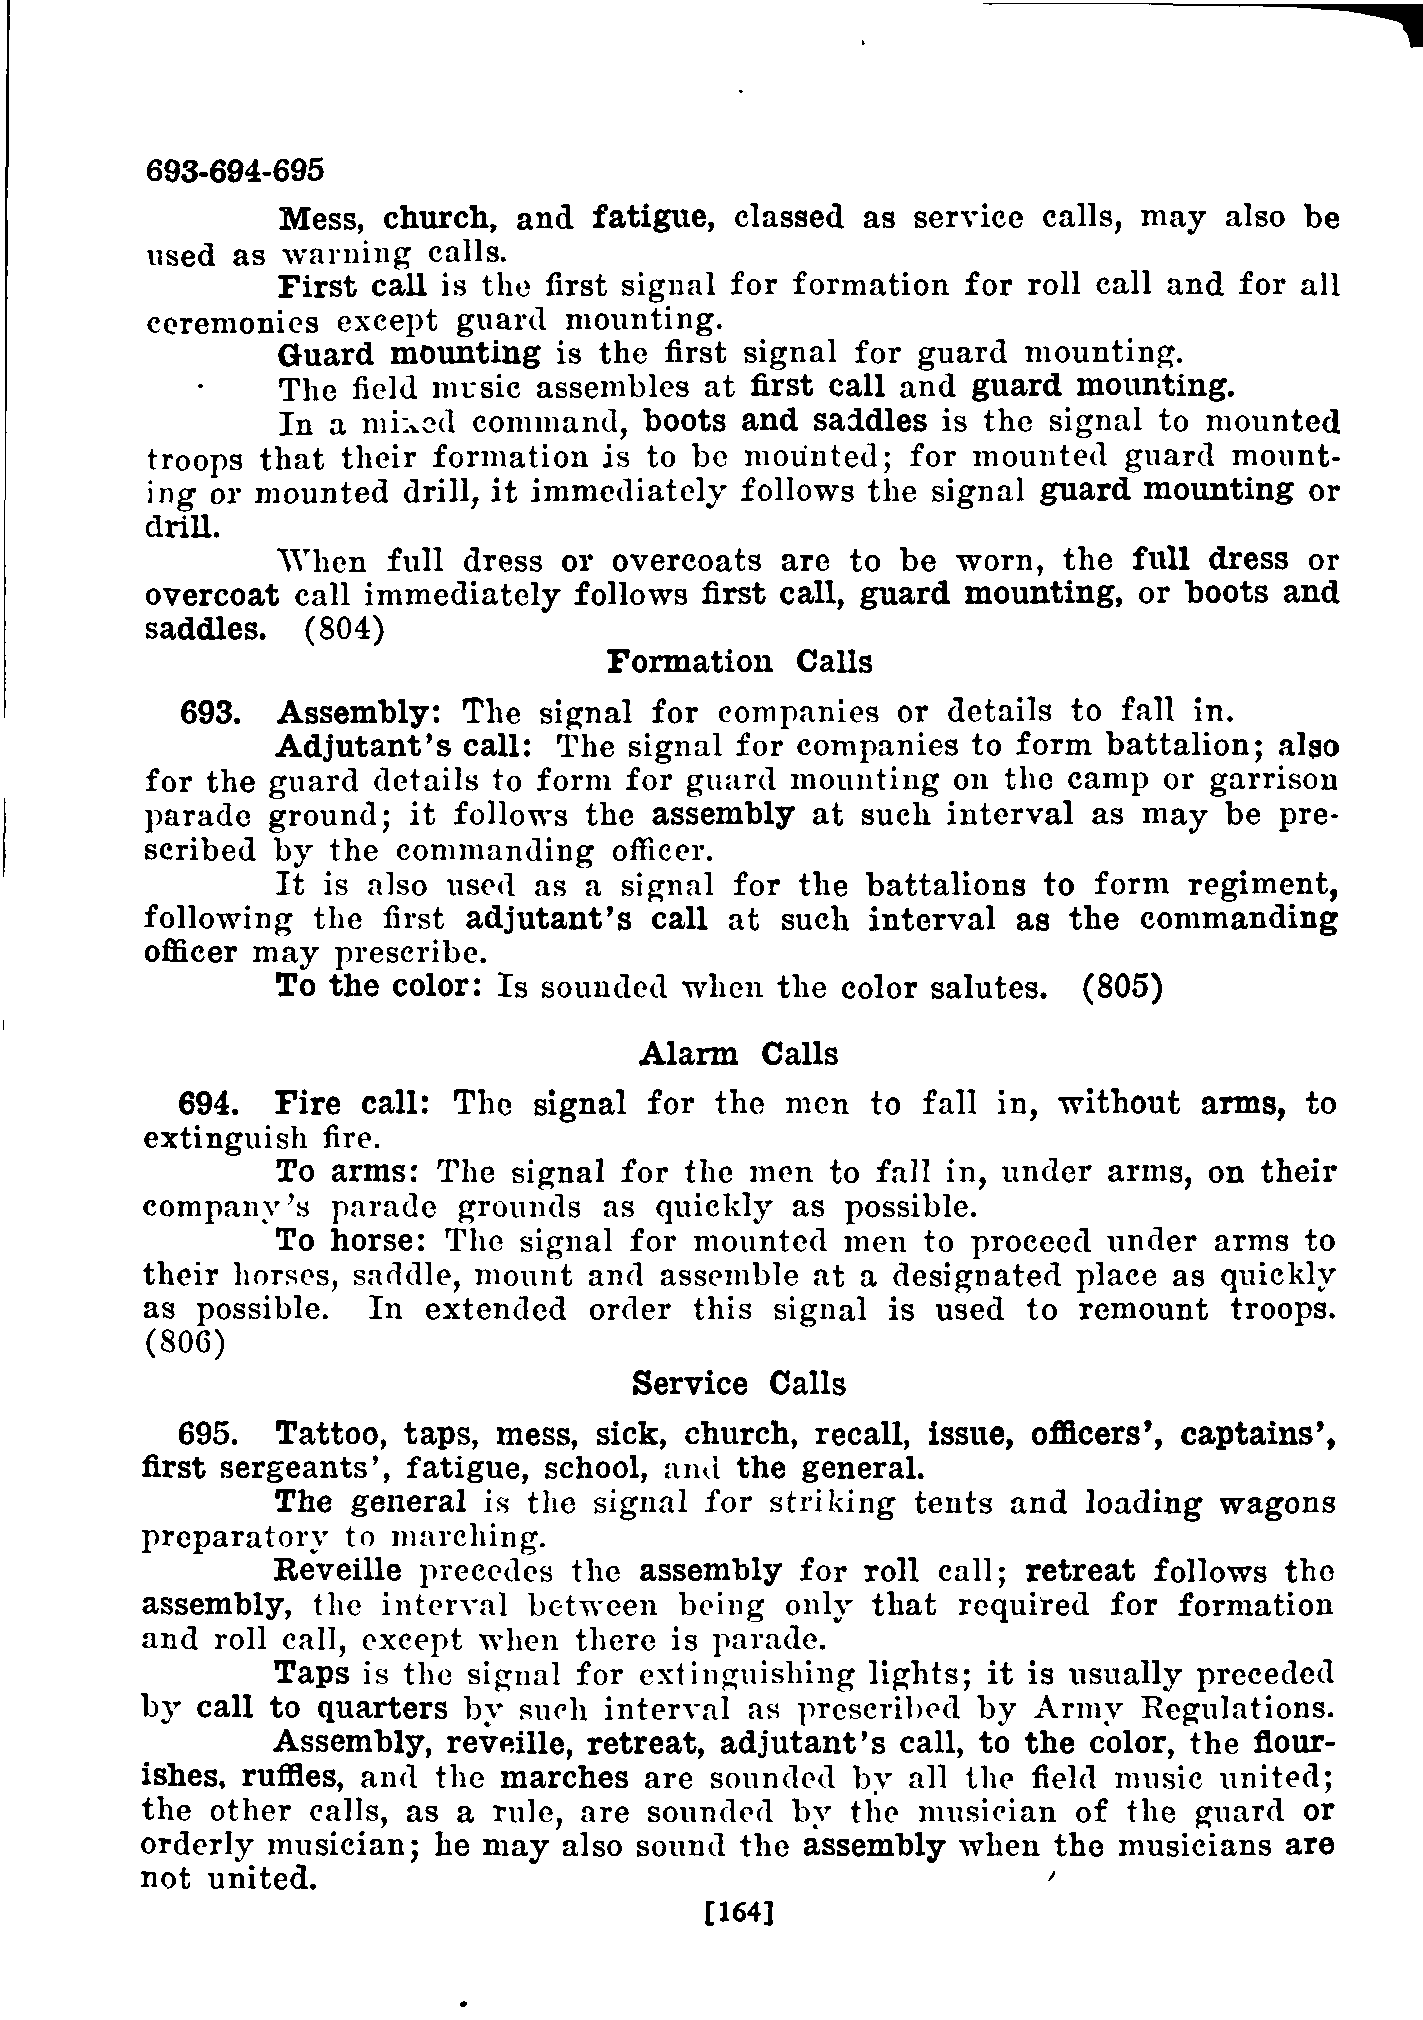 693-694-695
Mess, church, and fatigue, classed as service calls, may also be
used as warning calls.
First call is the first signal for formation for roll call and for all
ceremonies except guard mounting.
Guard mounting is the first signal for guard mounting.
The field music assembles at first call and guard mounting.
In a mixed command, boots and saddles is the signal to mounted
troops that their formation is to be mounted; for mounted guard mount-
ing or mounted drill, it immediately follows the signal guard mounting or
drill.
When full dress or overcoats are to be worn, the full dress or
overcoat call immediately follows first call, guard mounting, or boots and
saddles. (804)
Formation Calls
693. Assembly: The signal for companies or details to fall in.
Adjutant's call: The signal for companies to form battalion; also
for the guard details to form for guard mounting on the camp or garrison
parade ground; it follows the assembly at such interval as may be pre-
scribed by the commanding officer.
It is also used as a signal for the battalions to form regiment,
following the first adjutant's call at such interval as the commanding
officer may prescribe.
To the color: Is sounded when the color salutes. (805)
Alarm Calls
694. Fire call: The signal for the men to fall in, without arms, to
extinguish fire.
To arms: The signal for the men to fall in, under arms, on their
company's parade grounds as quickly as possible.
To horse: The signal for mounted men to proceed under arms to
their horses, saddle, mount and assemble at a designated place as quickly
as possible. In extended order this signal is used to remount troops.
(806)
Service Calls
695. Tattoo, taps, mess, sick, church, recall, issue, officers', captains',
first sergeants', fatigue, school, and the general.
The general is the signal for striking tents and loading wagons
preparatory to marching.
Reveille precedes the assembly for roll call; retreat follows the
assembly, the interval between being only that required for formation
and roll call, except when there is parade.
Taps is the signal for extinguishing lights; it is usually preceded
by call to quarters by such interval as prescribed by Army Regulations.
Assembly, reveille, retreat, adjutant's call, to the color, the flour-
ishes, ruffles, and the marches are sounded by all the field music united;
the other calls, as a rule, are sounded by the musician of the guard or
orderly musician; he may also sound the assembly when the musicians are
not united.
[164]